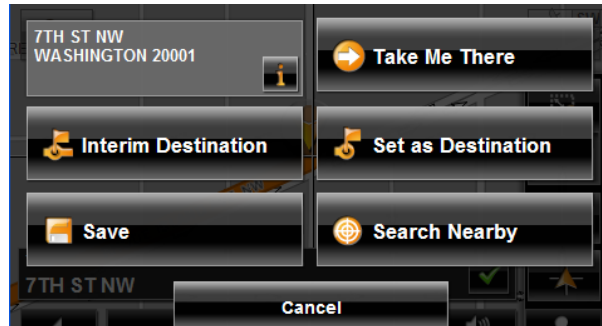 7TH ST NW
WASHINGTON 20001
i
Take Me There
Interim Destination
Set as Destination
Save
Search Nearby
7TH ST NW
Cancel